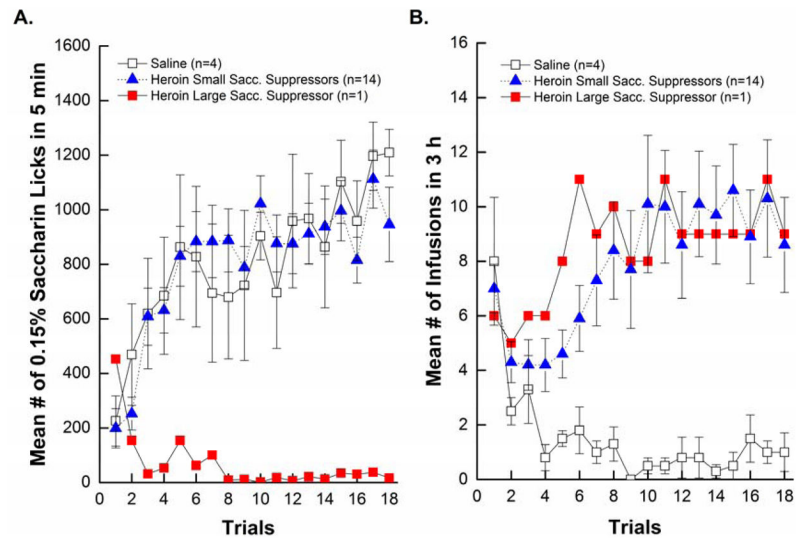 A.
Mean # of 0.15% Saccharin Licks in 5 min
1600
1400
1200
1000
800
600
400
200
0
Saline (n=4)
Heroin Small Sacc. Suppressors (n=14)
Heroin Large Sacc. Suppressor (n=1)
0 2 4 6 8 10 12 14 16 18
Trials
B.
Mean # of Infusions in 3 h
16
14
12
10
8
6
4
2
0
Saline (n=4)
Heroin Small Sacc. Suppressors (n=14)
Heroin Large Sacc. Suppressor (n=1)
0 2 4 6 8 10 12 14 16 18
Trials